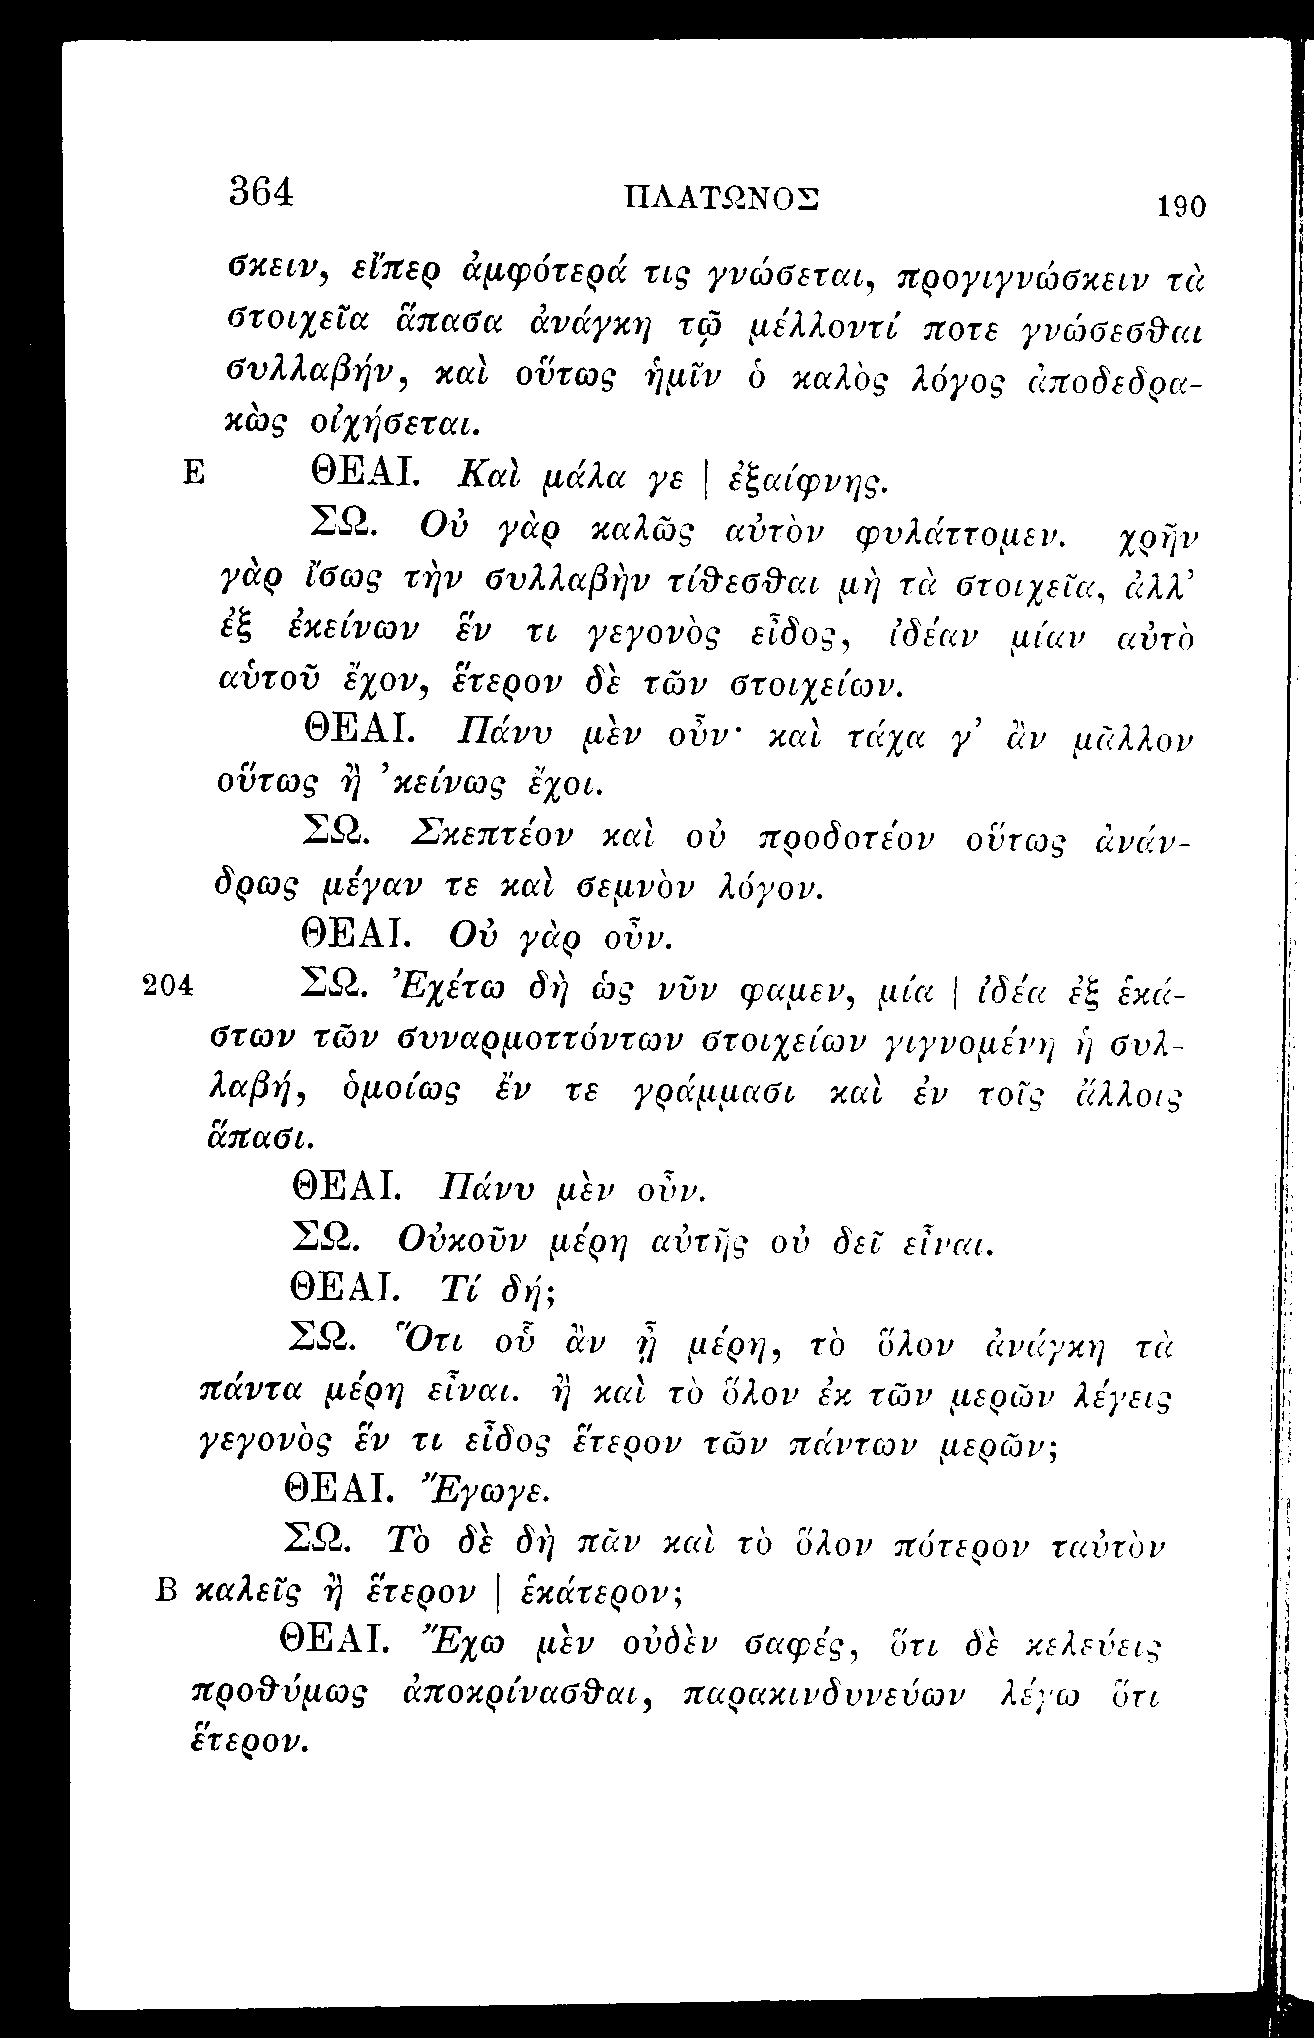 364 ΠΛΑΤΩΝΟΣ 190
σκειν, εἴπερ ἀμφότερά τις γνώσεται, προγιγνώσκειν τὰ
στοιχεῖα ἅπασα ἀνάγκη τῷ μέλλοντί ποτε γνώσεσθαι
συλλαβήν, καὶ οὕτως ἡμῖν ὁ καλὸς λόγος ἀποδεδρα-
κὼς οἰχήσεται.
E ΘΕΑΙ. Καὶ μάλα γε | ἐξαίφνης.
ΣΩ. Οὐ γὰρ καλῶς αὐτὸν φυλάττομεν. χρῆν
γὰρ ἴσως τὴν συλλαβὴν τίθεσθαι μὴ τὰ στοιχεῖα, ἀλλ’
ἐξ ἐκείνων ἕν τι γεγονὸς εἶδος, ἰδέαν μίαν αὐτὸ
αὑτοῦ ἔχον, ἕτερον δὲ τῶν στοιχείων.
ΘΕΑΙ. Πάνυ μὲν οὖν· καὶ τάχα γ’ ἂν μᾶλλον
οὕτως ἢ ’κείνως ἔχοι.
ΣΩ. Σκεπτέον καὶ οὐ προδοτέον οὕτως ἀνάν-
δρως μέγαν τε καὶ σεμνὸν λόγον.
ΘΕΑΙ. Οὐ γὰρ οὖν.
204 ΣΩ. Ἐχέτω δὴ ὡς νῦν φαμεν, μία | ἰδέα ἐξ ἑκά-
στων τῶν συναρμοττόντων στοιχείων γιγνομένη ἡ συλ-
λαβή, ὁμοίως ἔν τε γράμμασι καὶ ἐν τοῖς ἄλλοις
ἅπασι.
ΘΕΑΙ. Πάνυ μὲν οὖν.
ΣΩ. Οὐκοῦν μέρη αὐτῆς οὐ δεῖ εἶναι.
ΘΕΑΙ. Τί δή;
ΣΩ. Ὅτι οὗ ἂν ᾖ μέρη, τὸ ὅλον ἀνάγκη τὰ
πάντα μέρη εἶναι. ἢ καὶ τὸ ὅλον ἐκ τῶν μερῶν λέγεις
γεγονὸς ἕν τι εἶδος ἕτερον τῶν πάντων μερῶν;
ΘΕΑΙ. Ἔγωγε.
ΣΩ. Τὸ δὲ δὴ πᾶν καὶ τὸ ὅλον πότερον ταὐτὸν
B καλεῖς ἢ ἕτερον | ἑκάτερον;
ΘΕΑΙ. Ἔχω μὲν οὐδὲν σαφές, ὅτι δὲ κελεύεις
προθύμως ἀποκρίνασθαι, παρακινδυνεύων λέγω ὅτι
ἕτερον.